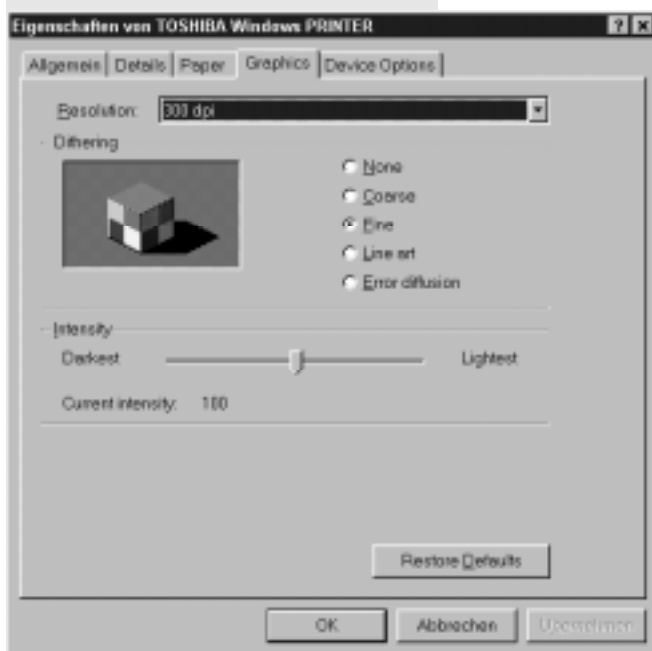 Eigenschaften von TOSHIBA Windows PRINTER
Allgemein Details Paper Graphics Device Options
Resolution: 300 dpi
Dithering
None
Coarse
Fine
Line art
Error diffusion
Intensity
Darkest Lightest
Current intensity: 100
Restore Defaults
OK Abbrechen Übernehmen